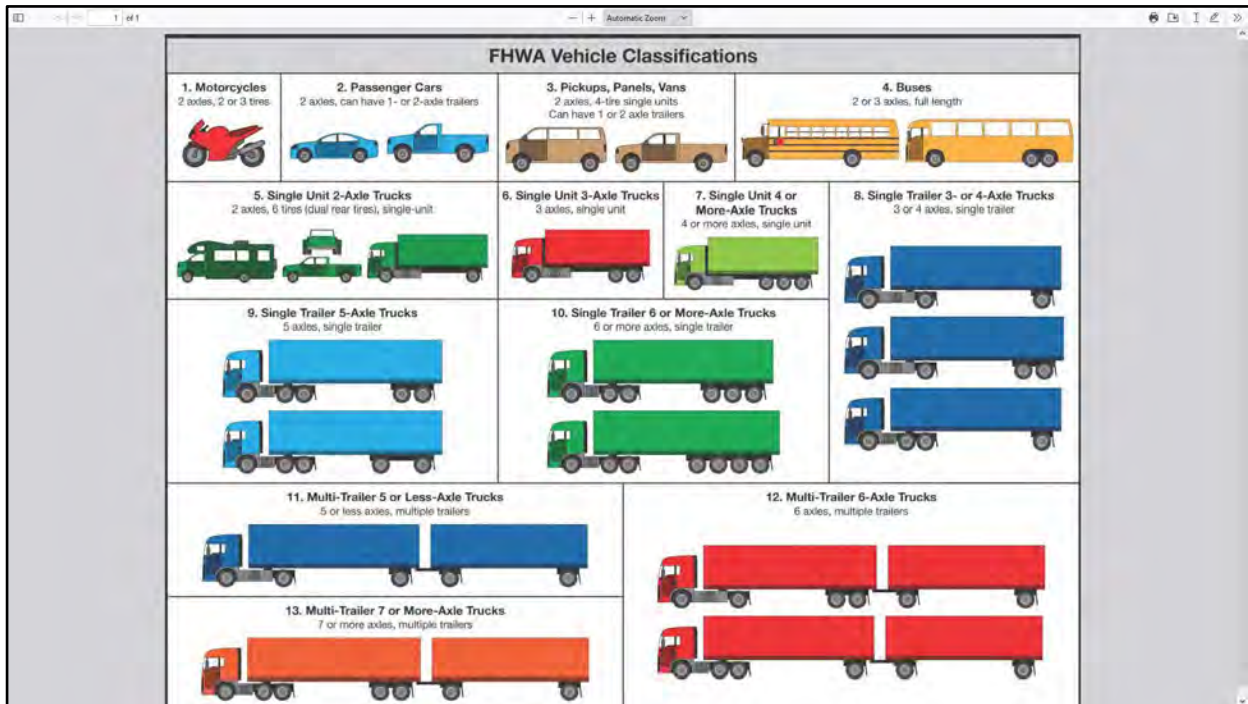 1 of 1
Automatic Zoom
FHWA Vehicle Classifications
1. Motorcycles
2 axles, 2 or 3 tires
2. Passenger Cars
2 axles, can have 1- or 2-axle trailers
3. Pickups, Panels, Vans
2 axles, 4-tire single units
Can have 1 or 2 axle trailers
4. Buses
2 or 3 axles, full length
5. Single Unit 2-Axle Trucks
2 axles, 6 tires (dual rear tires), single-unit
6. Single Unit 3-Axle Trucks
3 axles, single unit
7. Single Unit 4 or
More-Axle Trucks
4 or more axles, single unit
8. Single Trailer 3- or 4-Axle Trucks
3 or 4 axles, single trailer
9. Single Trailer 5-Axle Trucks
5 axles, single trailer
10. Single Trailer 6 or More-Axle Trucks
6 or more axles, single trailer
11. Multi-Trailer 5 or Less-Axle Trucks
5 or less axles, multiple trailers
12. Multi-Trailer 6-Axle Trucks
6 axles, multiple trailers
13. Multi-Trailer 7 or More-Axle Trucks
7 or more axles, multiple trailers